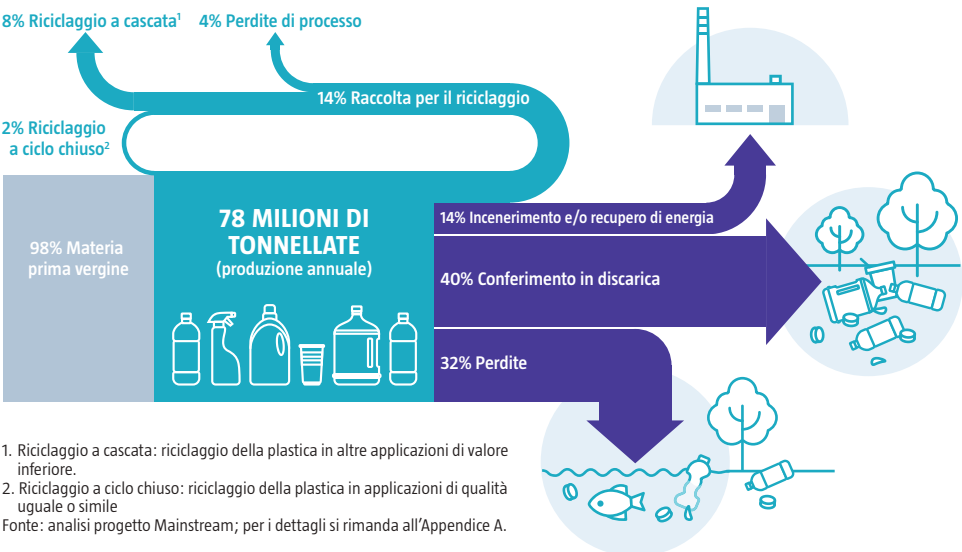 8% Riciclaggio a cascata¹
4% Perdite di processo
14% Raccolta per il riciclaggio
2% Riciclaggio
a ciclo chiuso²
98% Materia
prima vergine
78 MILIONI DI
TONNELLATE
(produzione annuale)
14% Incenerimento e/o recupero di energia
40% Conferimento in discarica
32% Perdite
1. Riciclaggio a cascata: riciclaggio della plastica in altre applicazioni di valore
inferiore.
2. Riciclaggio a ciclo chiuso: riciclaggio della plastica in applicazioni di qualità
uguale o simile
Fonte: analisi progetto Mainstream; per i dettagli si rimanda all’Appendice A.